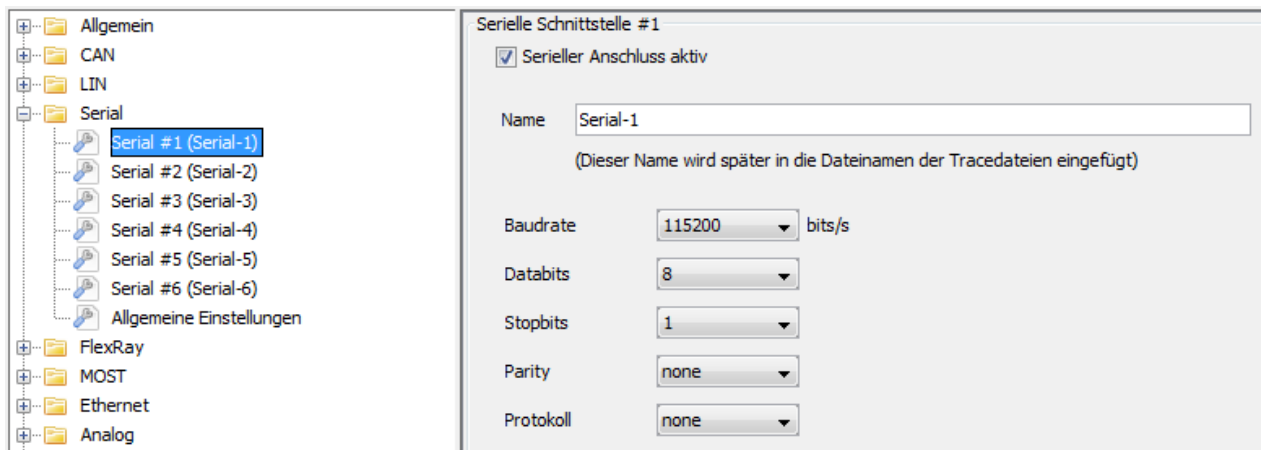 Allgemein
CAN
LIN
Serial
Serial #1 (Serial-1)
Serial #2 (Serial-2)
Serial #3 (Serial-3)
Serial #4 (Serial-4)
Serial #5 (Serial-5)
Serial #6 (Serial-6)
Allgemeine Einstellungen
FlexRay
MOST
Ethernet
Analog
Serielle Schnittstelle #1
Serieller Anschluss aktiv
Name Serial-1
(Dieser Name wird später in die Dateinamen der Tracedateien eingefügt)
Baudrate 115200 bits/s
Databits 8
Stopbits 1
Parity none
Protokoll none